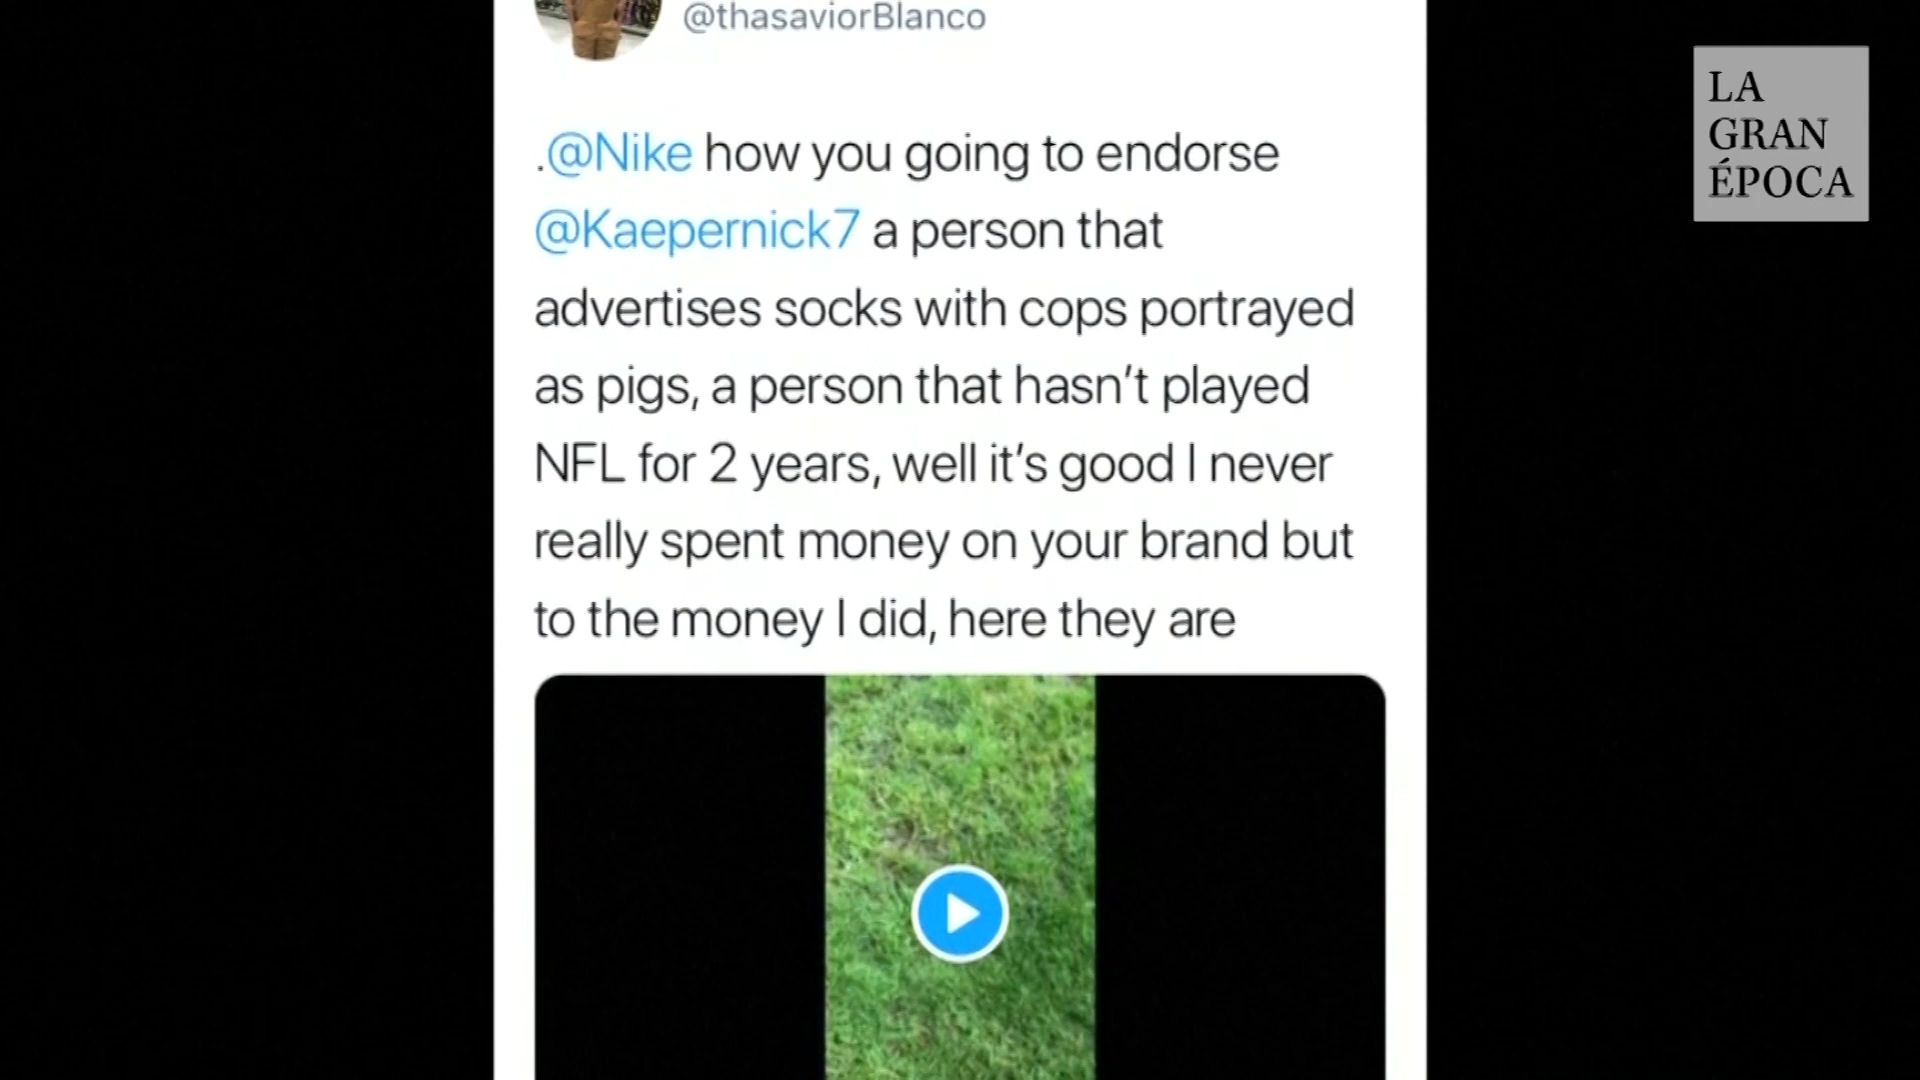 @thasaviorBlanco
.@Nike how you going to endorse
@Kaepernick7 a person that
advertises socks with cops portrayed
as pigs, a person that hasn't played
NFL for 2 years, well it's good I never
really spent money on your brand but
to the money I did, here they are
LA
GRAN
ÉPOCA